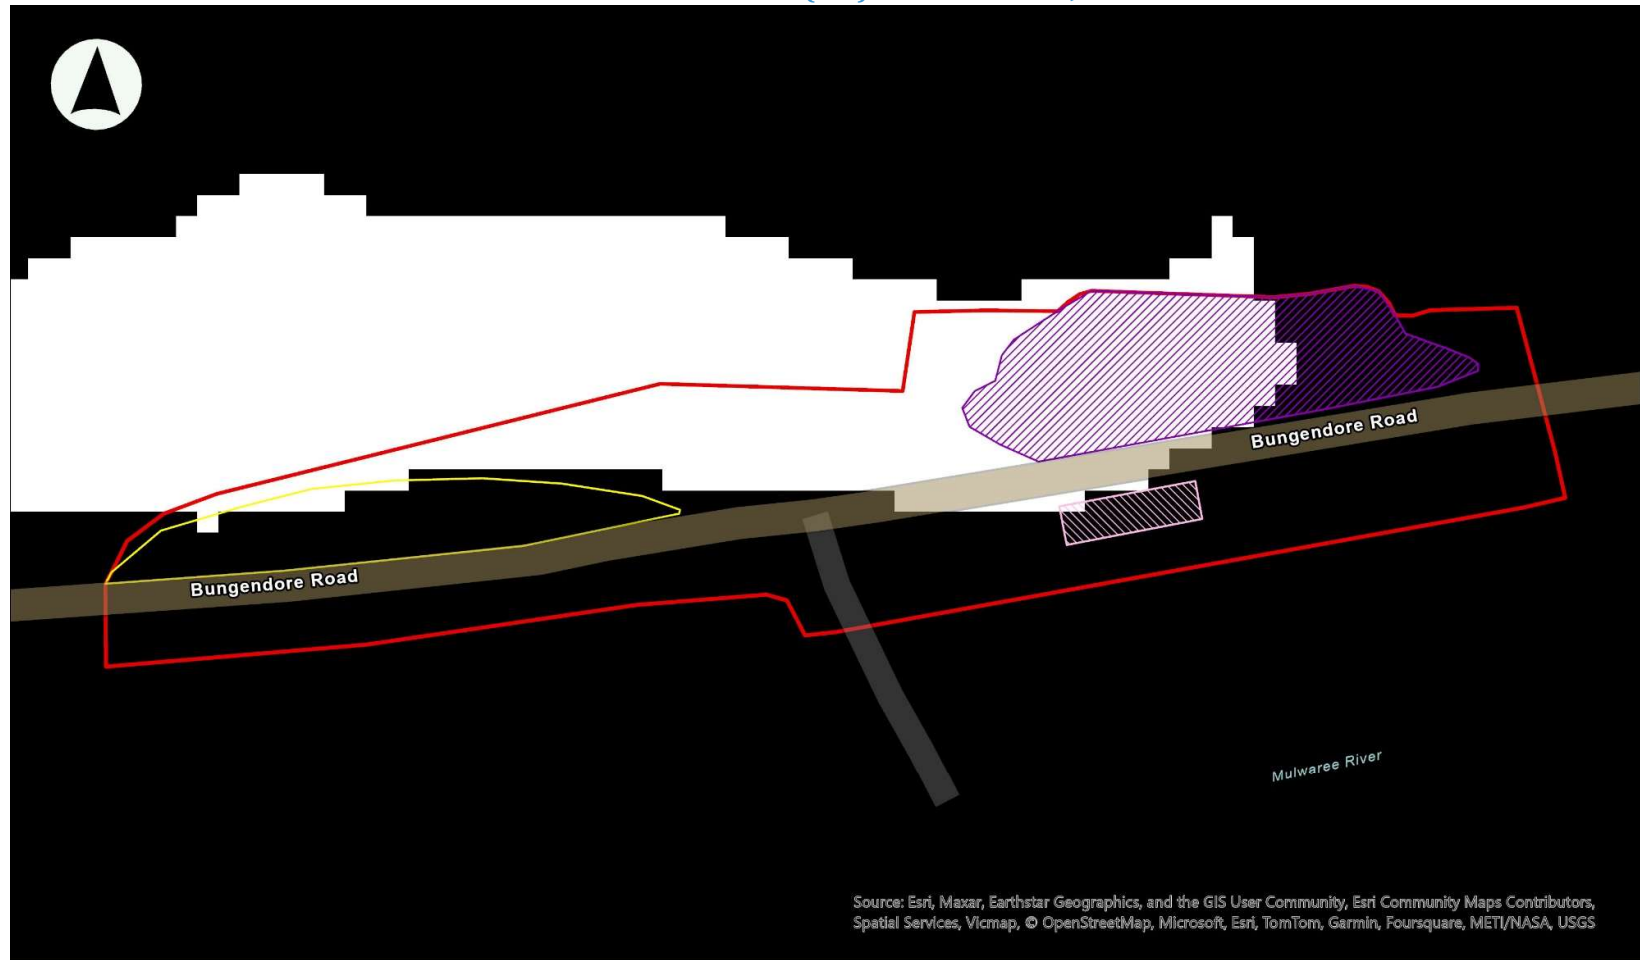 Bungendore Road
Bungendore Road
Mulwaree River
Source: Esri, Maxar, Earthstar Geographics, and the GIS User Community, Esri Community Maps Contributors,
Spatial Services, Vicmap, © OpenStreetMap, Microsoft, Esri, TomTom, Garmin, Foursquare, METI/NASA, USGS